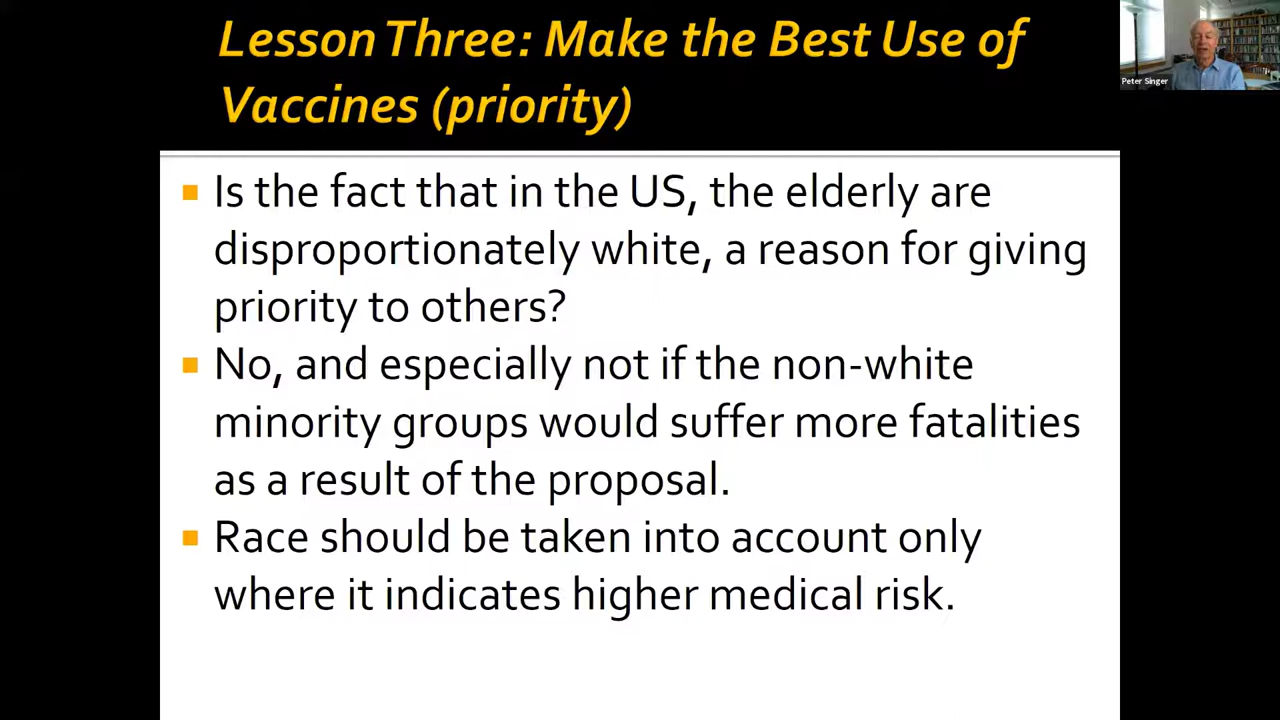 Lesson Three: Make the Best Use of
Vaccines (priority)
Peter Singer
Is the fact that in the US, the elderly are
disproportionately white, a reason for giving
priority to others?
No, and especially not if the non-white
minority groups would suffer more fatalities
as a result of the proposal.
Race should be taken into account only
where it indicates higher medical risk.